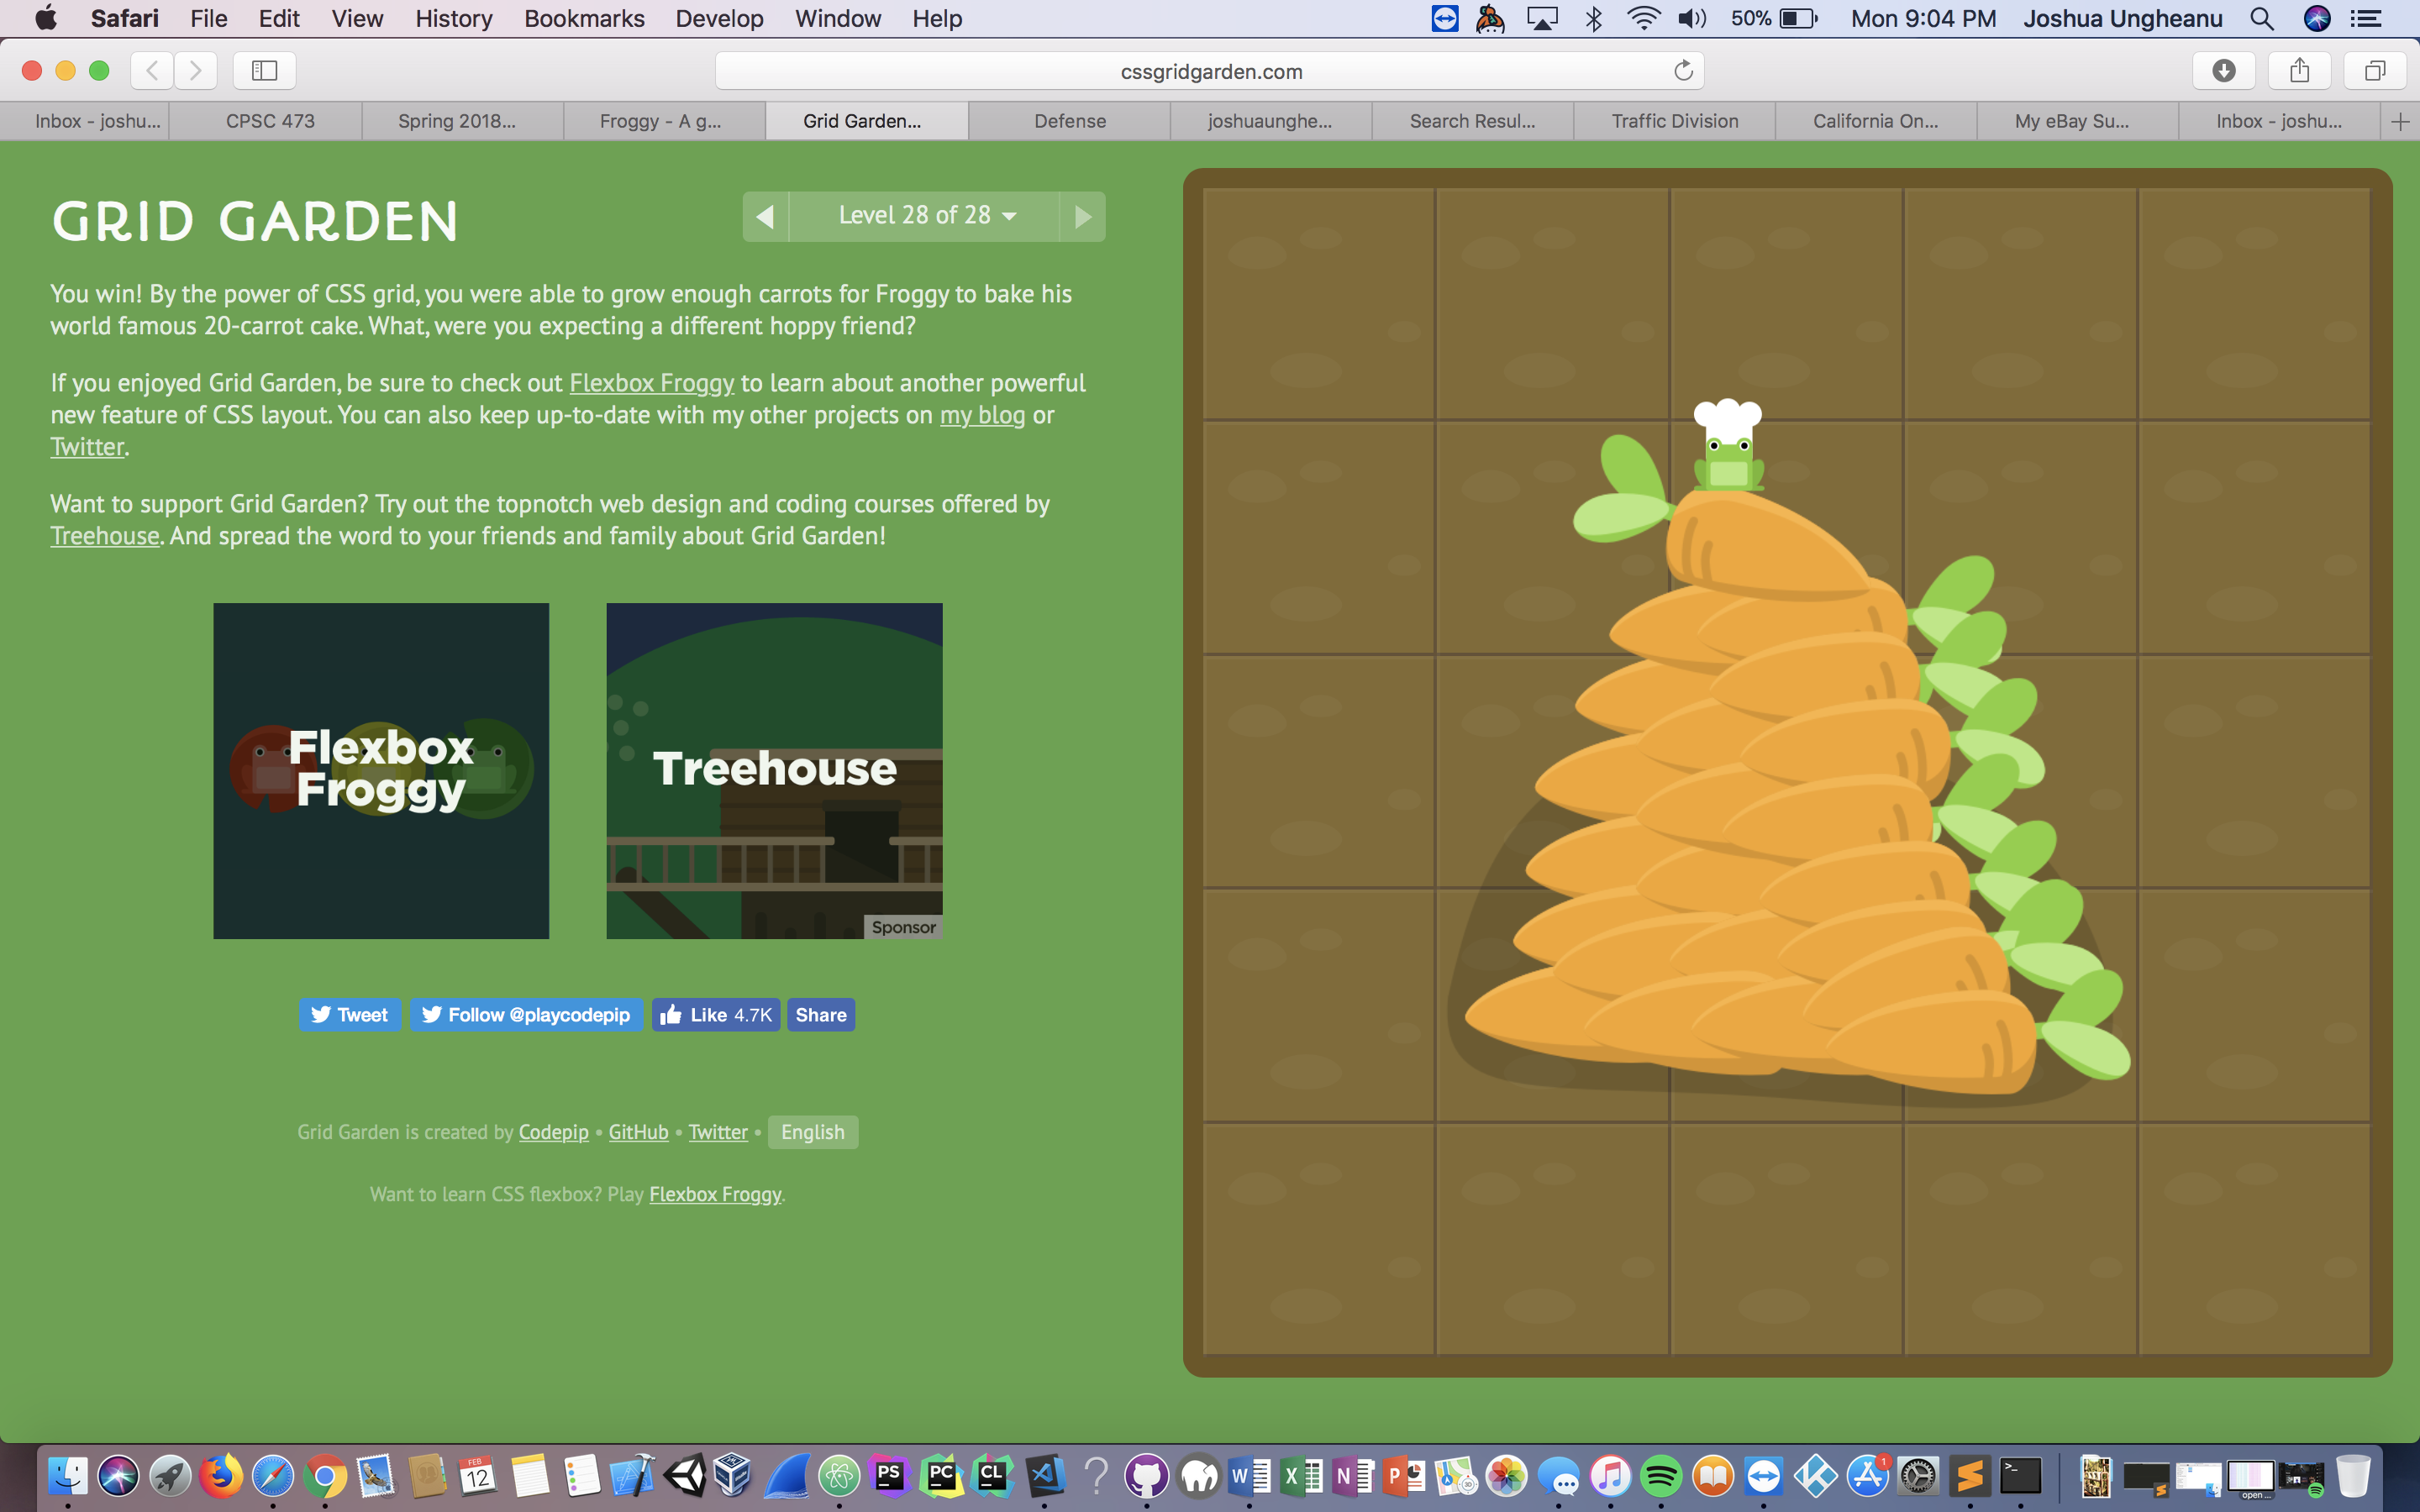 Safari File Edit View History Bookmarks Develop Window Help 50% Mon 9:04 PM Joshua Ungheanu
cssgridgarden.com
Inbox - joshu... CPSC 473 Spring 2018... Froggy - A g... Grid Garden... Defense joshuaunghe... Search Resul... Traffic Division California On... My eBay Su... Inbox - joshu...
GRID GARDEN
Level 28 of 28
You win! By the power of CSS grid, you were able to grow enough carrots for Froggy to bake his
world famous 20-carrot cake. What, were you expecting a different hoppy friend?
If you enjoyed Grid Garden, be sure to check out Flexbox Froggy to learn about another powerful
new feature of CSS layout. You can also keep up-to-date with my other projects on my blog or
Twitter.
Want to support Grid Garden? Try out the topnotch web design and coding courses offered by
Treehouse. And spread the word to your friends and family about Grid Garden!
Flexbox
Froggy
Treehouse
Sponsor
Tweet Follow @playcodepip Like 4.7K Share
Grid Garden is created by Codepip • GitHub • Twitter • English
Want to learn CSS flexbox? Play Flexbox Froggy.
FEB
12
PS
PC
CL
W
X
N
P
3D
1
>_
open ...